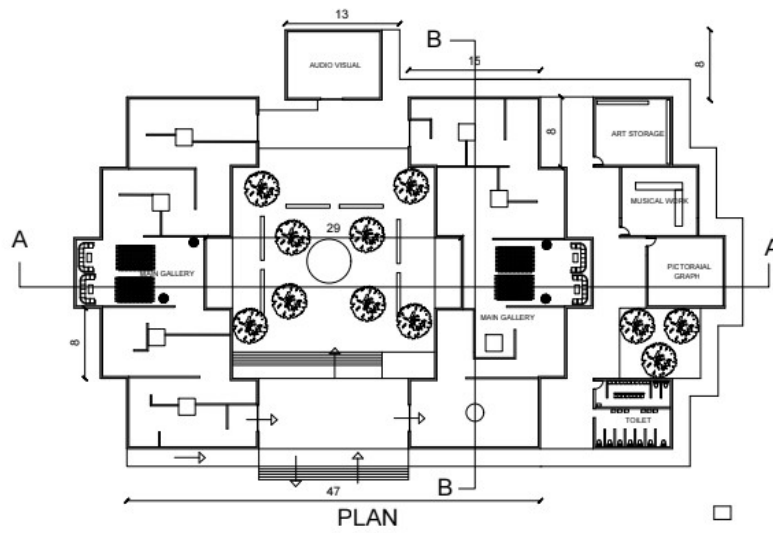 13
B
AUDIO VISUAL
15
8
8
ART STORAGE
MUSICAL WORK
29
A
A
MAIN GALLERY
PICTORAIAL
GRAPH
MAIN GALLERY
8
TOILET
B
47
PLAN